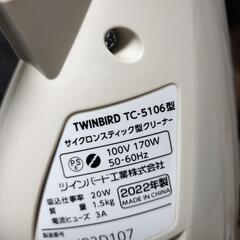 TWINBIRD TC-5106型
サイクロンスティック型クリーナー
PS
E
100V 170W
50-60Hz
ツインバード工業株式会社
吸込仕事率 20W
質量 1.5kg
電流ヒューズ 3A
2022年製
MADE IN CHINA